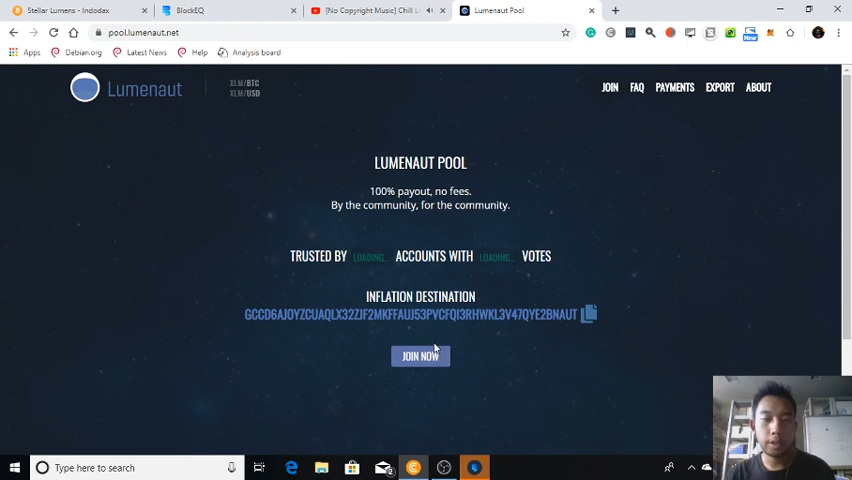 Stellar Lumens - Indodax
BlockEQ
[No Copyright Music] Chill L
Lumenaut Pool
pool.lumenaut.net
Apps
Debian.org
Latest News
Help
Analysis board
New
Lumenaut
XLM/BTC
XLM/USD
JOIN FAQ PAYMENTS EXPORT ABOUT
LUMENAUT POOL
100% payout, no fees.
By the community, for the community.
TRUSTED BY LOADING... ACCOUNTS WITH LOADING... VOTES
INFLATION DESTINATION
GCCD6AJOYZCUAQLX32ZJF2MKFFAUJ53PVCFQI3RHWKL3V47QYE2BNAUT
JOIN NOW
Type here to search
2